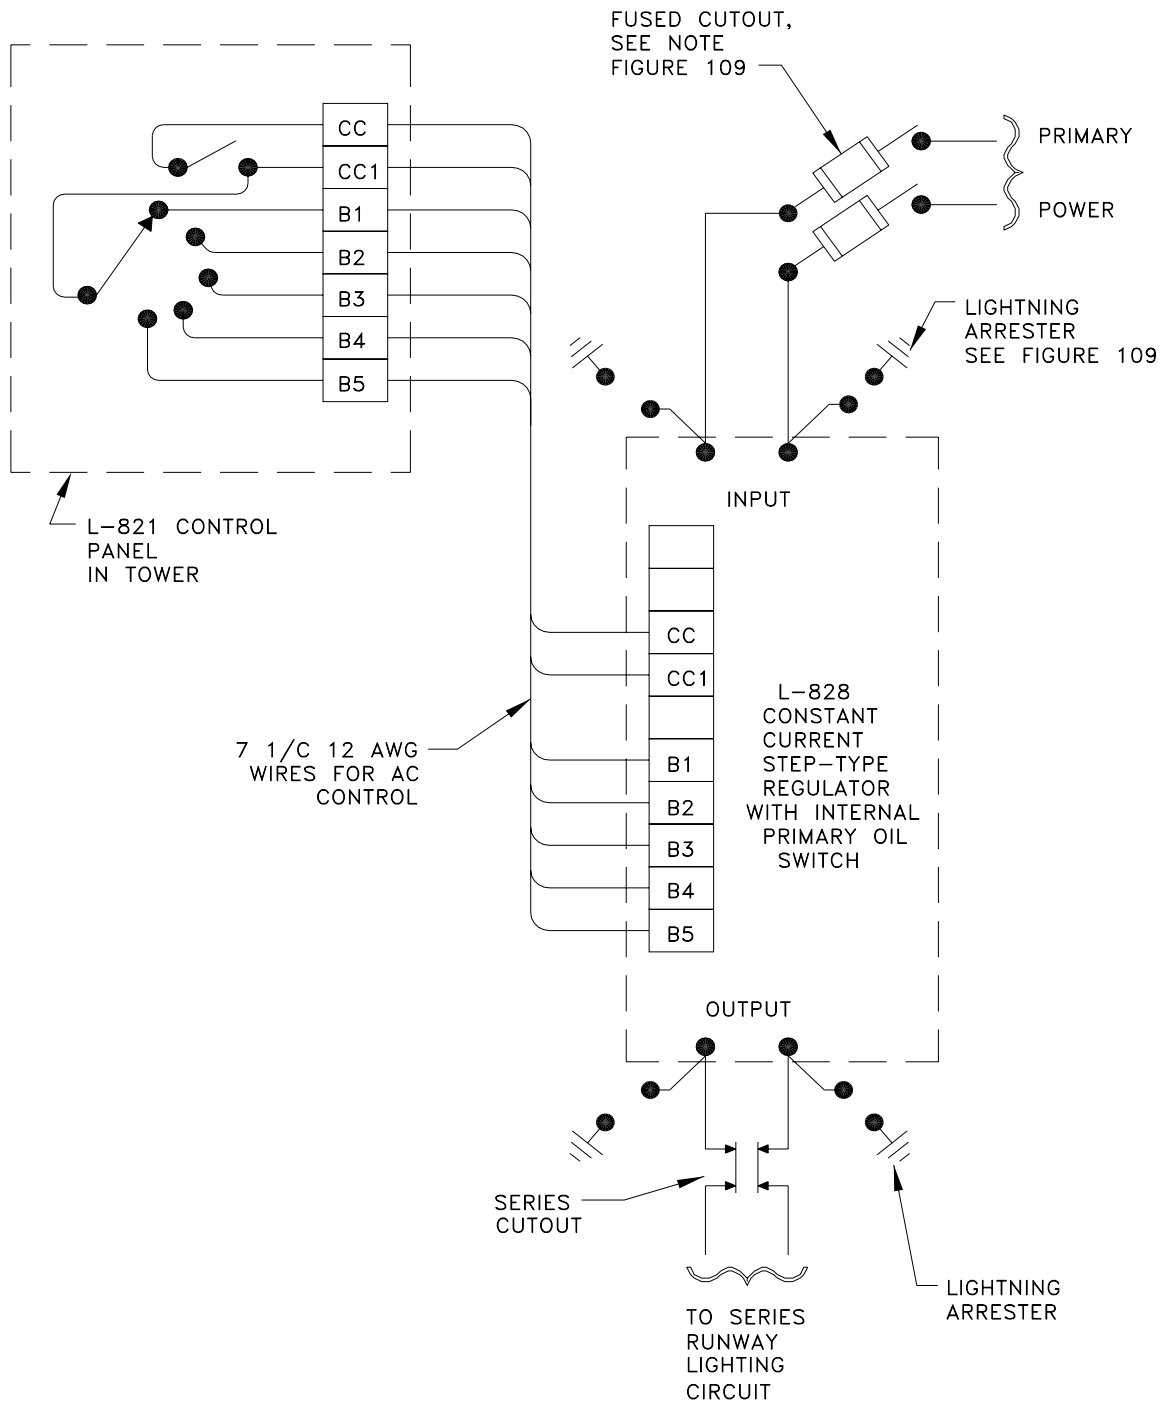 FUSED CUTOUT,
SEE NOTE
FIGURE 109
PRIMARY
POWER
CC
CC1
B1
B2
B3
B4
B5
LIGHTNING
ARRESTER
SEE FIGURE 109
L-821 CONTROL
PANEL
IN TOWER
INPUT
CC
CC1
B1
B2
B3
B4
B5
L-828
CONSTANT
CURRENT
STEP-TYPE
REGULATOR
WITH INTERNAL
PRIMARY OIL
SWITCH
7 1/C 12 AWG
WIRES FOR AC
CONTROL
OUTPUT
SERIES
CUTOUT
LIGHTNING
ARRESTER
TO SERIES
RUNWAY
LIGHTING
CIRCUIT